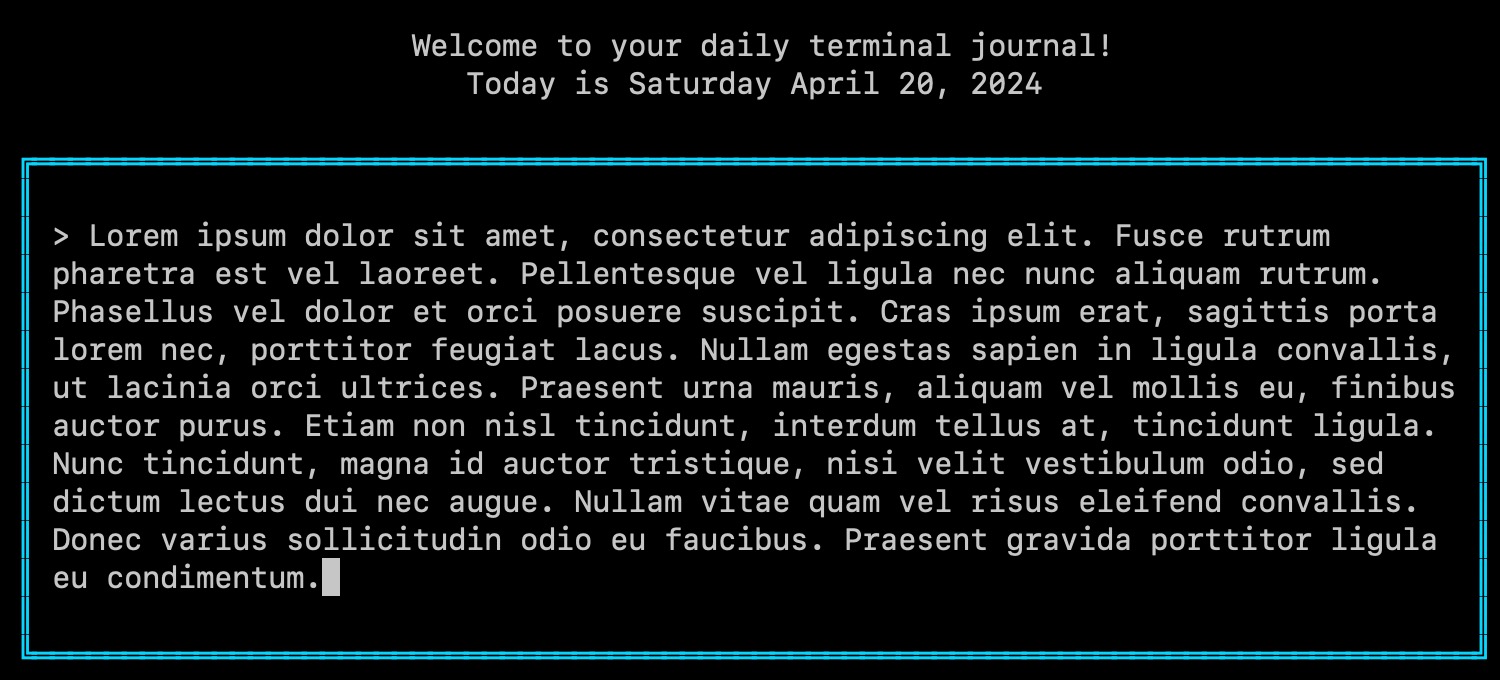 Welcome to your daily terminal journal!
Today is Saturday April 20, 2024
> Lorem ipsum dolor sit amet, consectetur adipiscing elit. Fusce rutrum
pharetra est vel laoreet. Pellentesque vel ligula nec nunc aliquam rutrum.
Phasellus vel dolor et orci posuere suscipit. Cras ipsum erat, sagittis porta
lorem nec, porttitor feugiat lacus. Nullam egestas sapien in ligula convallis,
ut lacinia orci ultrices. Praesent urna mauris, aliquam vel mollis eu, finibus
auctor purus. Etiam non nisl tincidunt, interdum tellus at, tincidunt ligula.
Nunc tincidunt, magna id auctor tristique, nisi velit vestibulum odio, sed
dictum lectus dui nec augue. Nullam vitae quam vel risus eleifend convallis.
Donec varius sollicitudin odio eu faucibus. Praesent gravida porttitor ligula
eu condimentum.